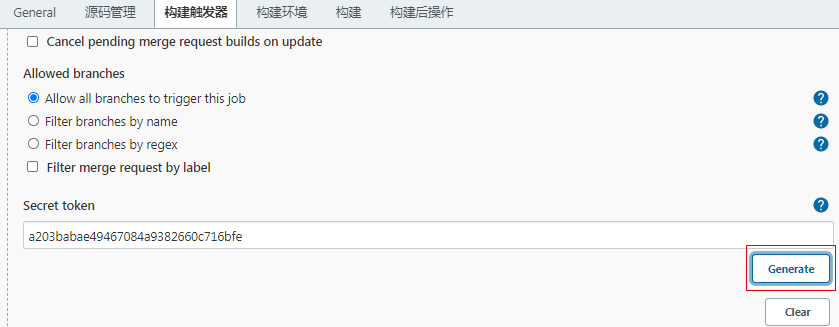 General 源码管理 构建触发器 构建环境 构建 构建后操作
Cancel pending merge request builds on update
Allowed branches
Allow all branches to trigger this job
Filter branches by name
Filter branches by regex
Filter merge request by label
Secret token
a203babae49467084a9382660c716bfe
Generate
Clear